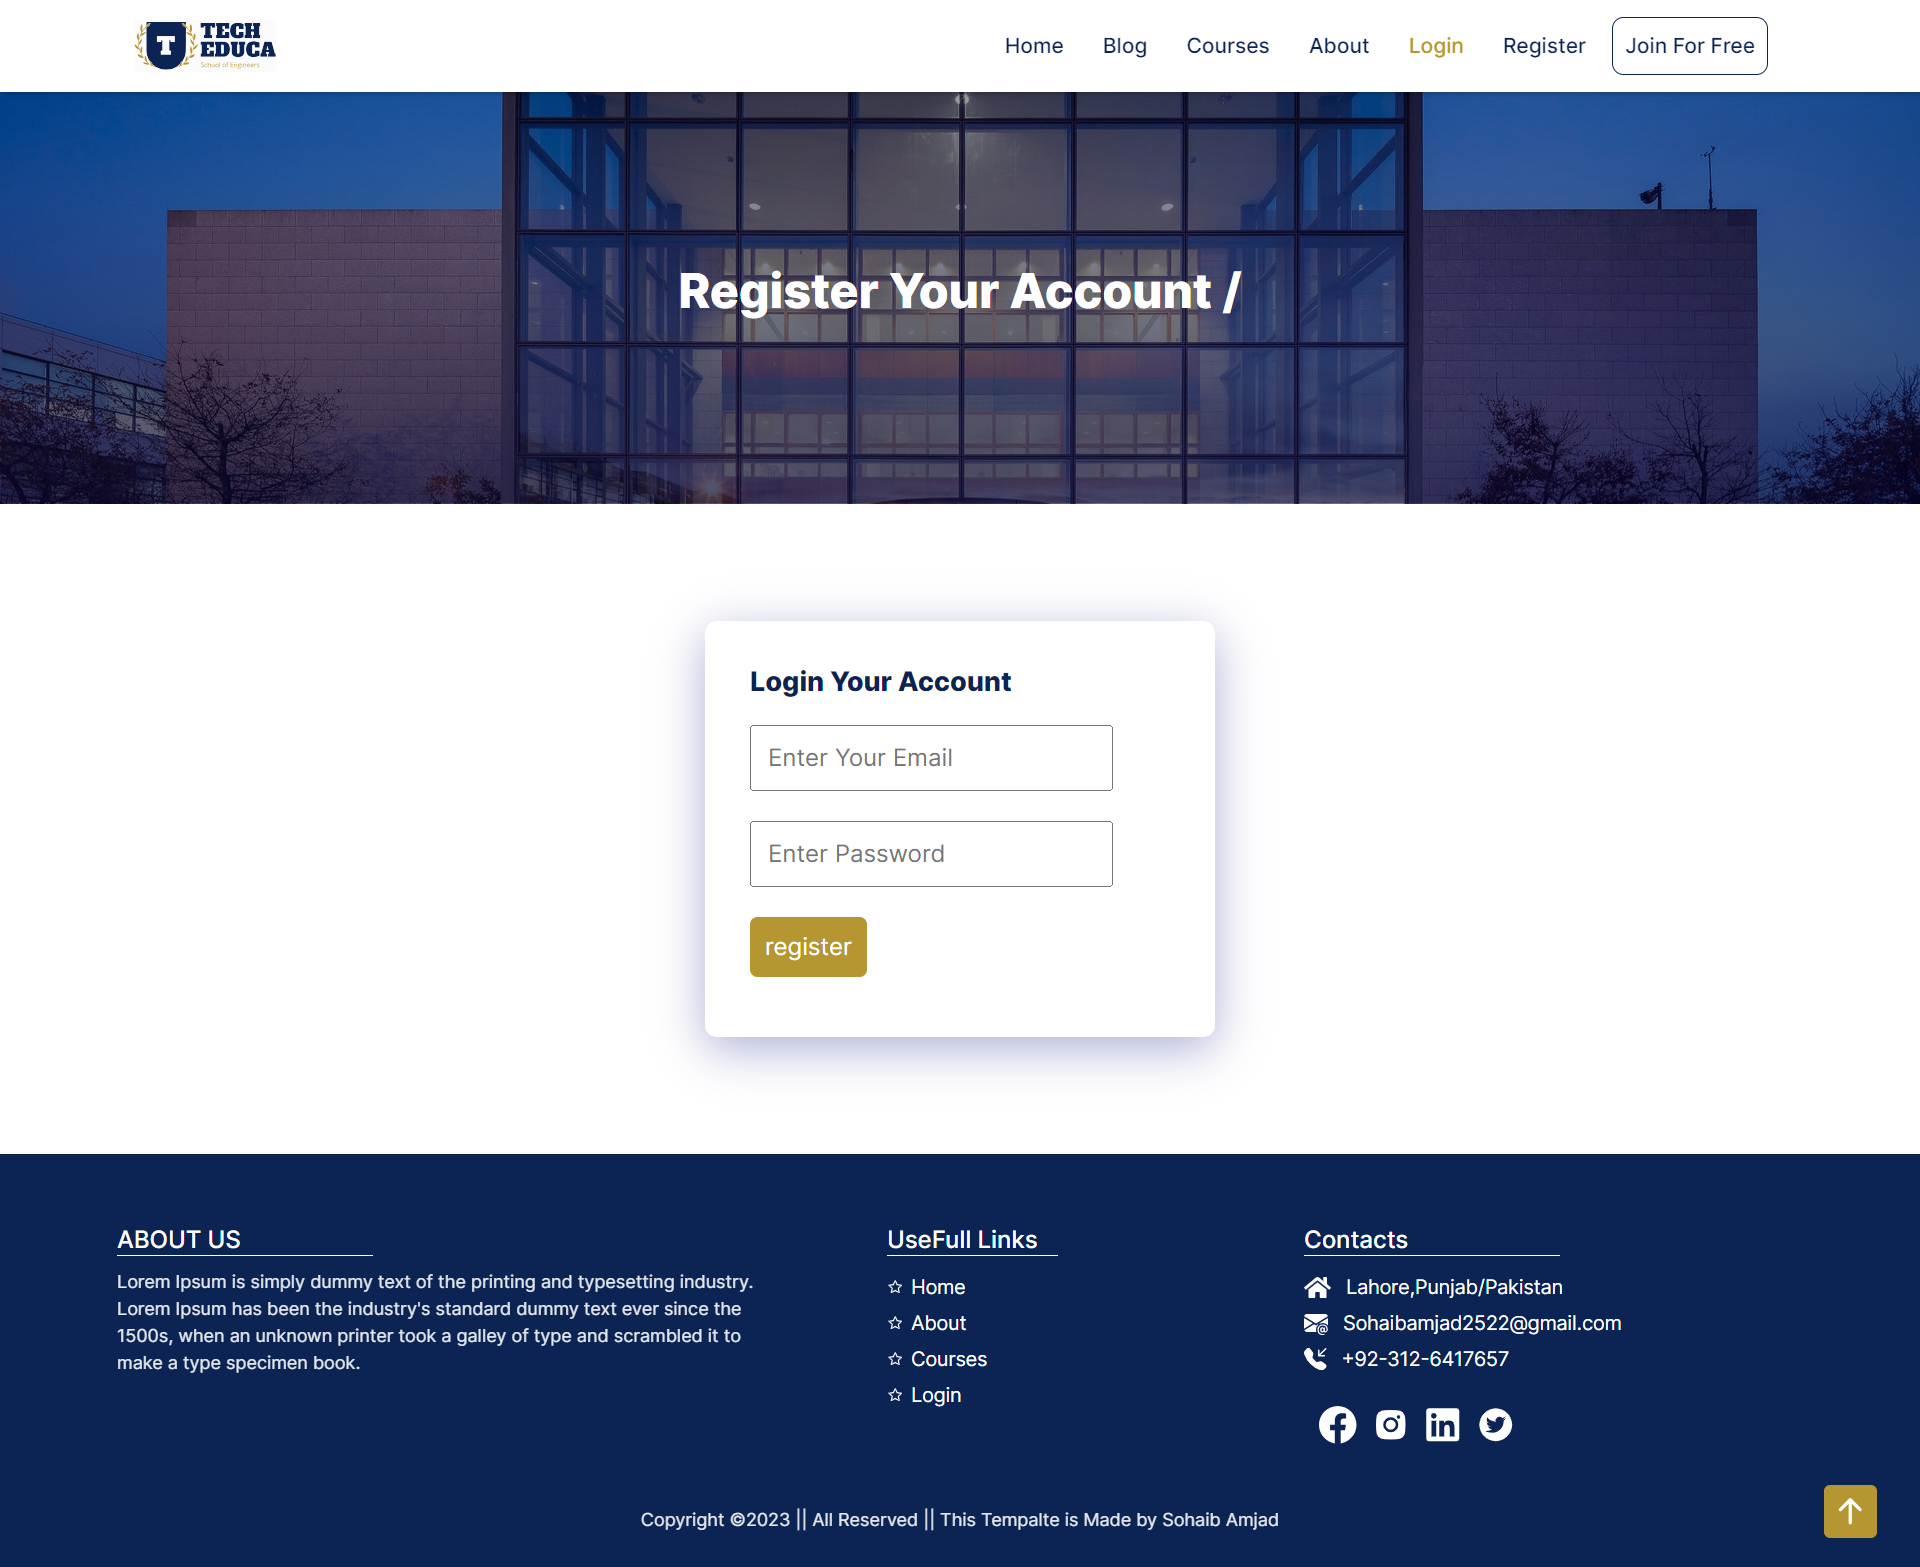 TECH
EDUCA
School of Engineers
Home Blog Courses About Login Register Join For Free
Register Your Account /
Login Your Account
Enter Your Email
Enter Password
register
ABOUT US
Lorem Ipsum is simply dummy text of the printing and typesetting industry.
Lorem Ipsum has been the industry's standard dummy text ever since the
1500s, when an unknown printer took a galley of type and scrambled it to
make a type specimen book.
UseFull Links
Home
About
Courses
Login
Contacts
Lahore,Punjab/Pakistan
Sohaibamjad2522@gmail.com
+92-312-6417657
Copyright ©2023 || All Reserved || This Tempalte is Made by Sohaib Amjad